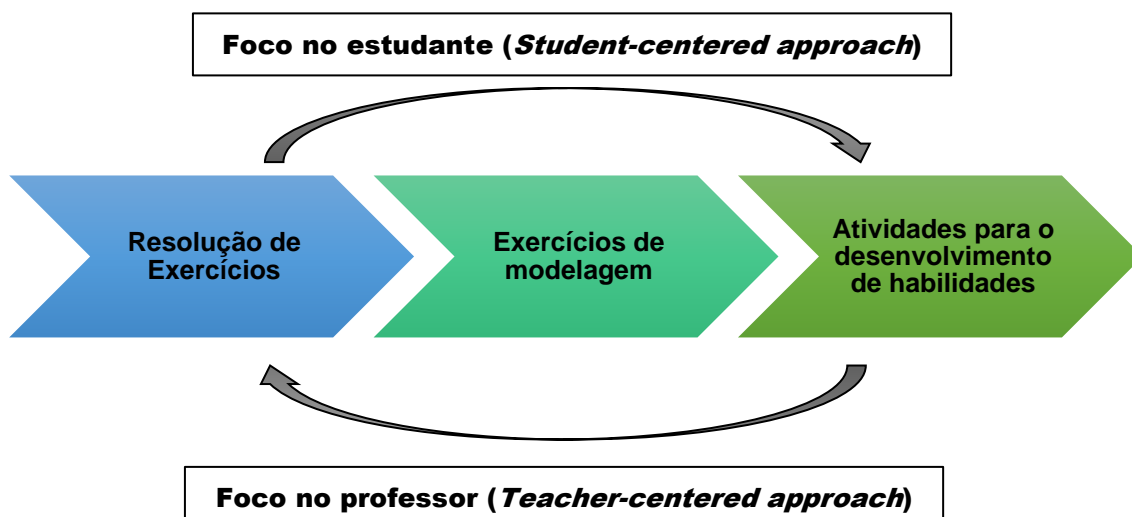 Foco no estudante (Student-centered approach)
Resolução de
Exercícios
Exercícios de
modelagem
Atividades para o
desenvolvimento
de habilidades
Foco no professor (Teacher-centered approach)